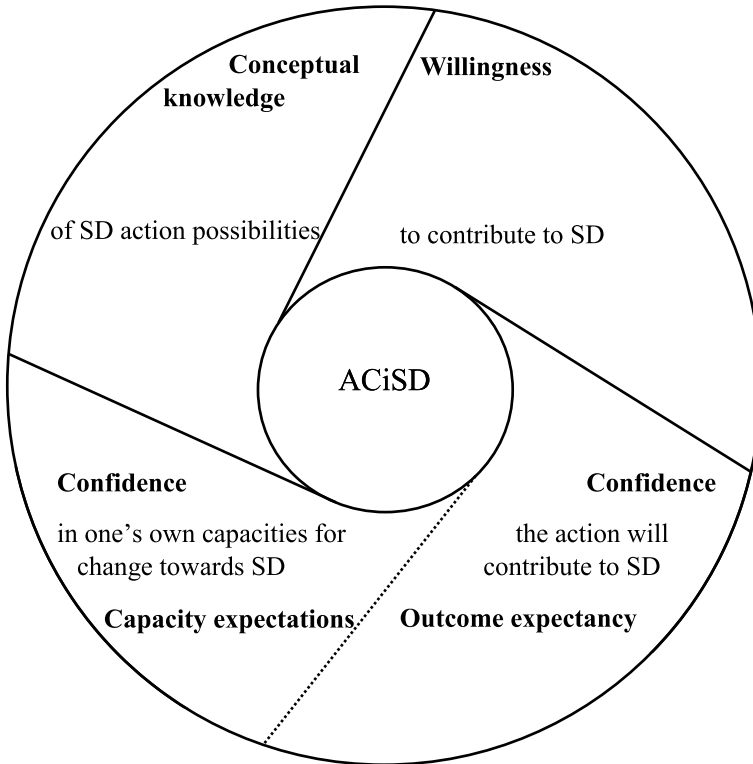 Conceptual
knowledge
of SD action possibilities
Willingness
to contribute to SD
ACiSD
Confidence
in one’s own capacities for
change towards SD
Capacity expectations
Confidence
the action will
contribute to SD
Outcome expectancy